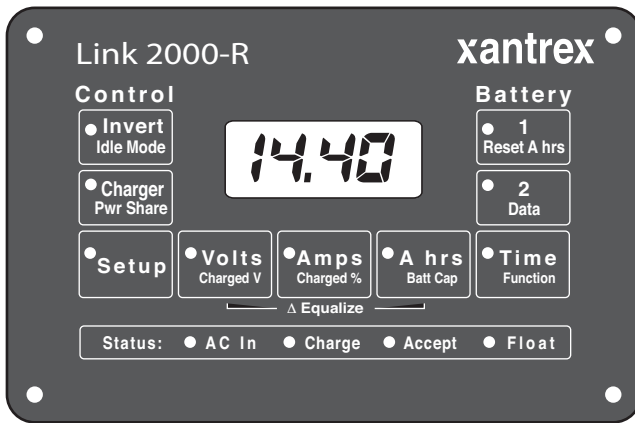 Link 2000-R
xantrex
Control
Battery
Invert
Idle Mode
14.40
1
Reset A hrs
Charger
Pwr Share
2
Data
Setup
Volts
Charged V
Amps
Charged %
A hrs
Batt Cap
Time
Function
Δ Equalize
Status: AC In Charge Accept Float